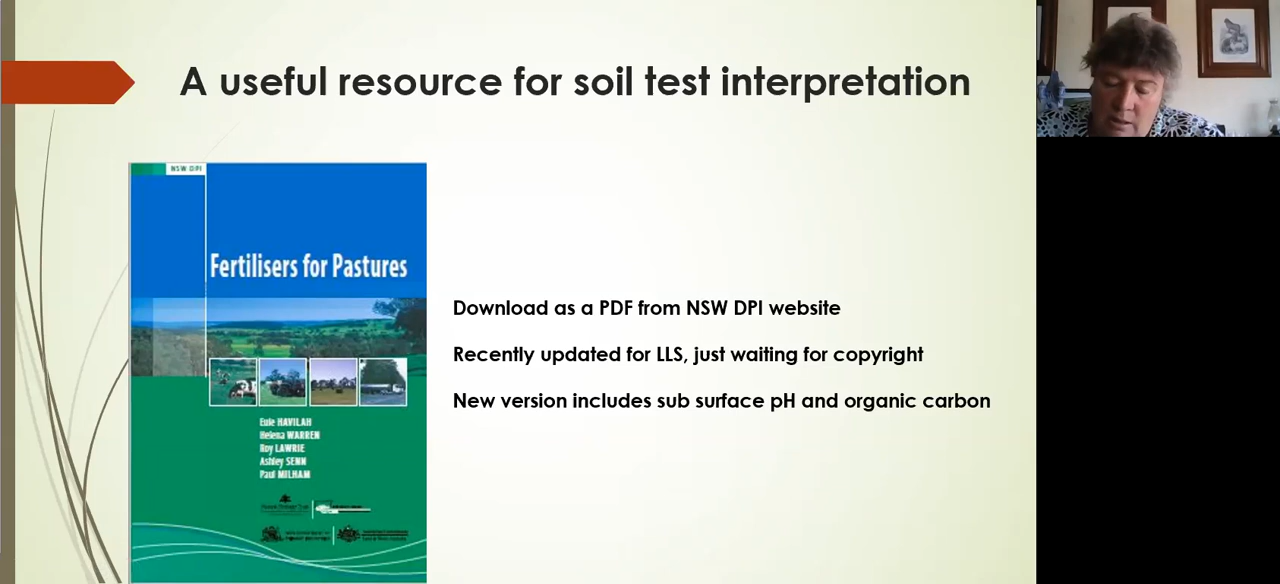 A useful resource for soil test interpretation
NSW DPI
Fertilisers for Pastures
Download as a PDF from NSW DPI website
Recently updated for LLS, just waiting for copyright
New version includes sub surface pH and organic carbon
Eule HAVILAH
Helena WARREN
Roy LAWRIE
Ashley SENN
Paul MILHAM